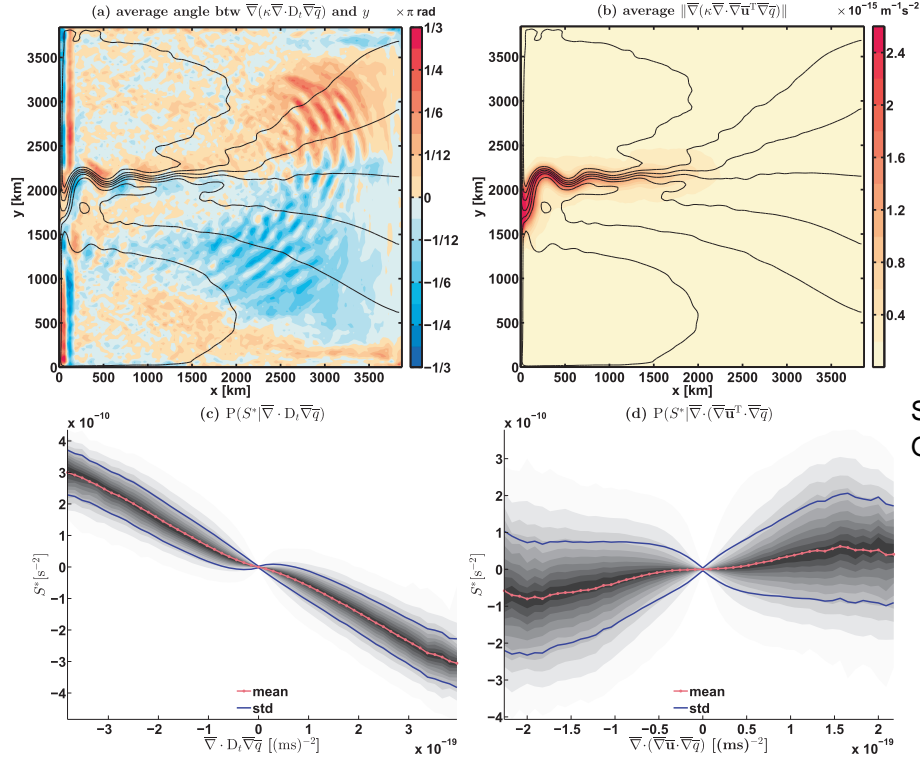 (a) average angle btw ∇̅(κ∇̅·Dₜ∇̅q̅) and y × π rad
(b) average ‖∇̅(κ∇̅·∇̅u̅ᵀ∇̅q̅)‖ × 10⁻¹⁵ m⁻¹s⁻²
3500
3000
2500
2000
1500
1000
500
0
y [km]
0 500 1000 1500 2000 2500 3000 3500
x [km]
1/3
1/4
1/6
1/12
0
−1/12
−1/6
−1/4
−1/3
3500
3000
2500
2000
1500
1000
500
0
y [km]
0 500 1000 1500 2000 2500 3000 3500
x [km]
2.4
2
1.6
1.2
0.8
0.4
(c) P(S*|∇̅·Dₜ∇̅q̅)
× 10⁻¹⁰
4
3
2
1
0
−1
−2
−3
−4
S*[s⁻²]
mean
std
−3 −2 −1 0 1 2 3
∇̅·Dₜ∇̅q̅ [(ms)⁻²]
× 10⁻¹⁹
(d) P(S*|∇̅·(∇̅u̅ᵀ·∇̅q̅)
× 10⁻¹⁰
3
2
1
0
−1
−2
−3
−4
S*[s⁻²]
mean
std
−2 −1.5 −1 −0.5 0 0.5 1 1.5 2
∇̅·(∇̅u̅·∇̅q̅) [(ms)⁻²]
× 10⁻¹⁹